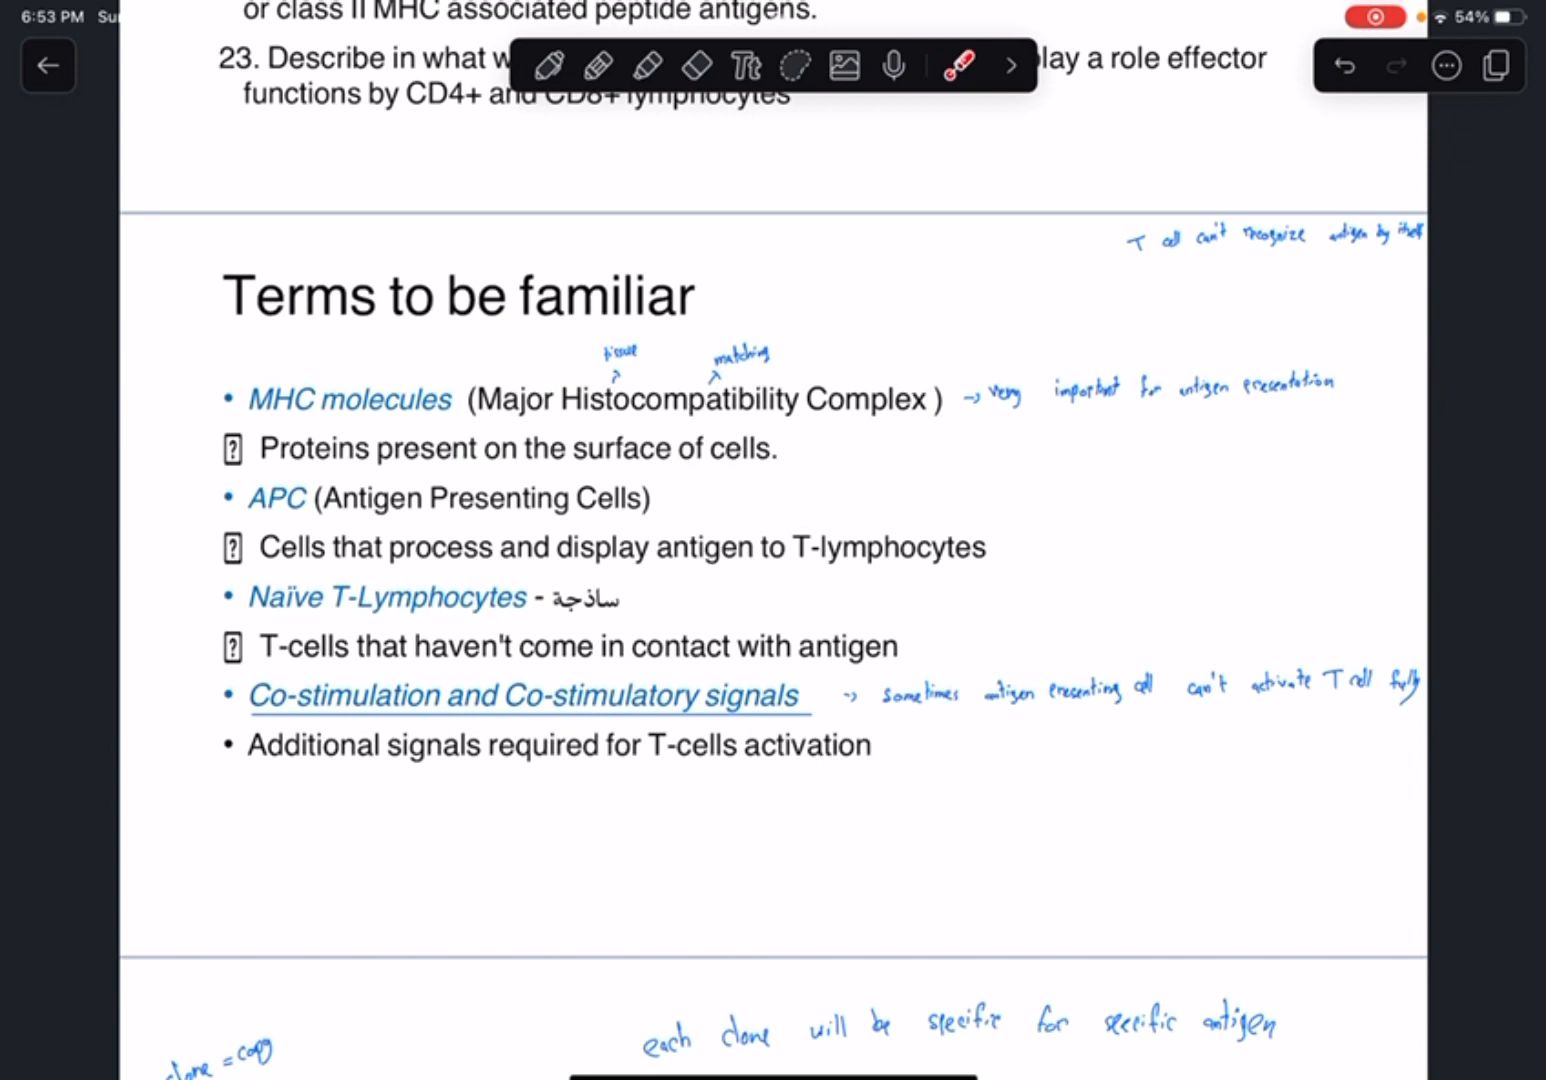 6:53 PM Su
54%
or class II MHC associated peptide antigens.
23. Describe in what w
lay a role effector
functions by CD4+ and CD8+ lymphocytes
Tt
T cell can't recognize antigen by itself
Terms to be familiar
tissue
matching
• MHC molecules (Major Histocompatibility Complex ) → very important for antigen presentation
Proteins present on the surface of cells.
• APC (Antigen Presenting Cells)
Cells that process and display antigen to T-lymphocytes
• Naïve T-Lymphocytes - ساذجة
T-cells that haven't come in contact with antigen
• Co-stimulation and Co-stimulatory signals → sometimes antigen presenting cell can't activate T cell fully
• Additional signals required for T-cells activation
each clone will be specific for specific antigen
clone = copy